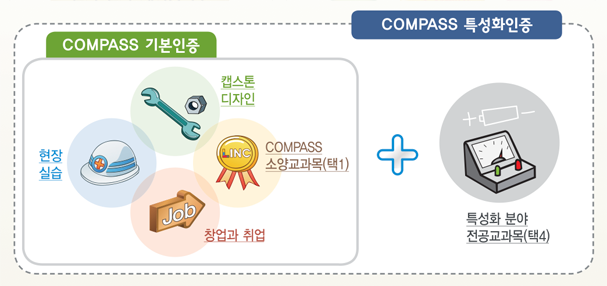 COMPASS 기본인증
COMPASS 특성화인증
캡스톤
디자인
현장
실습
LINC
COMPASS
소양교과목(택1)
Job
창업과 취업
특성화 분야
전공교과목(택4)